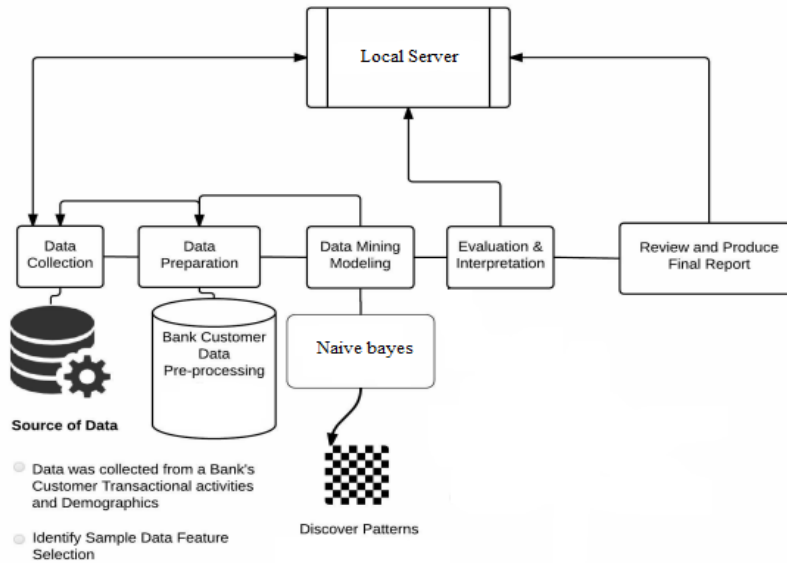 Local Server
Data
Collection
Data
Preparation
Data Mining
Modeling
Evaluation &
Interpretation
Review and Produce
Final Report
Bank Customer
Data
Pre-processing
Naive bayes
Source of Data
Data was collected from a Bank's
Customer Transactional activities
and Demographics
Identify Sample Data Feature
Selection
Discover Patterns